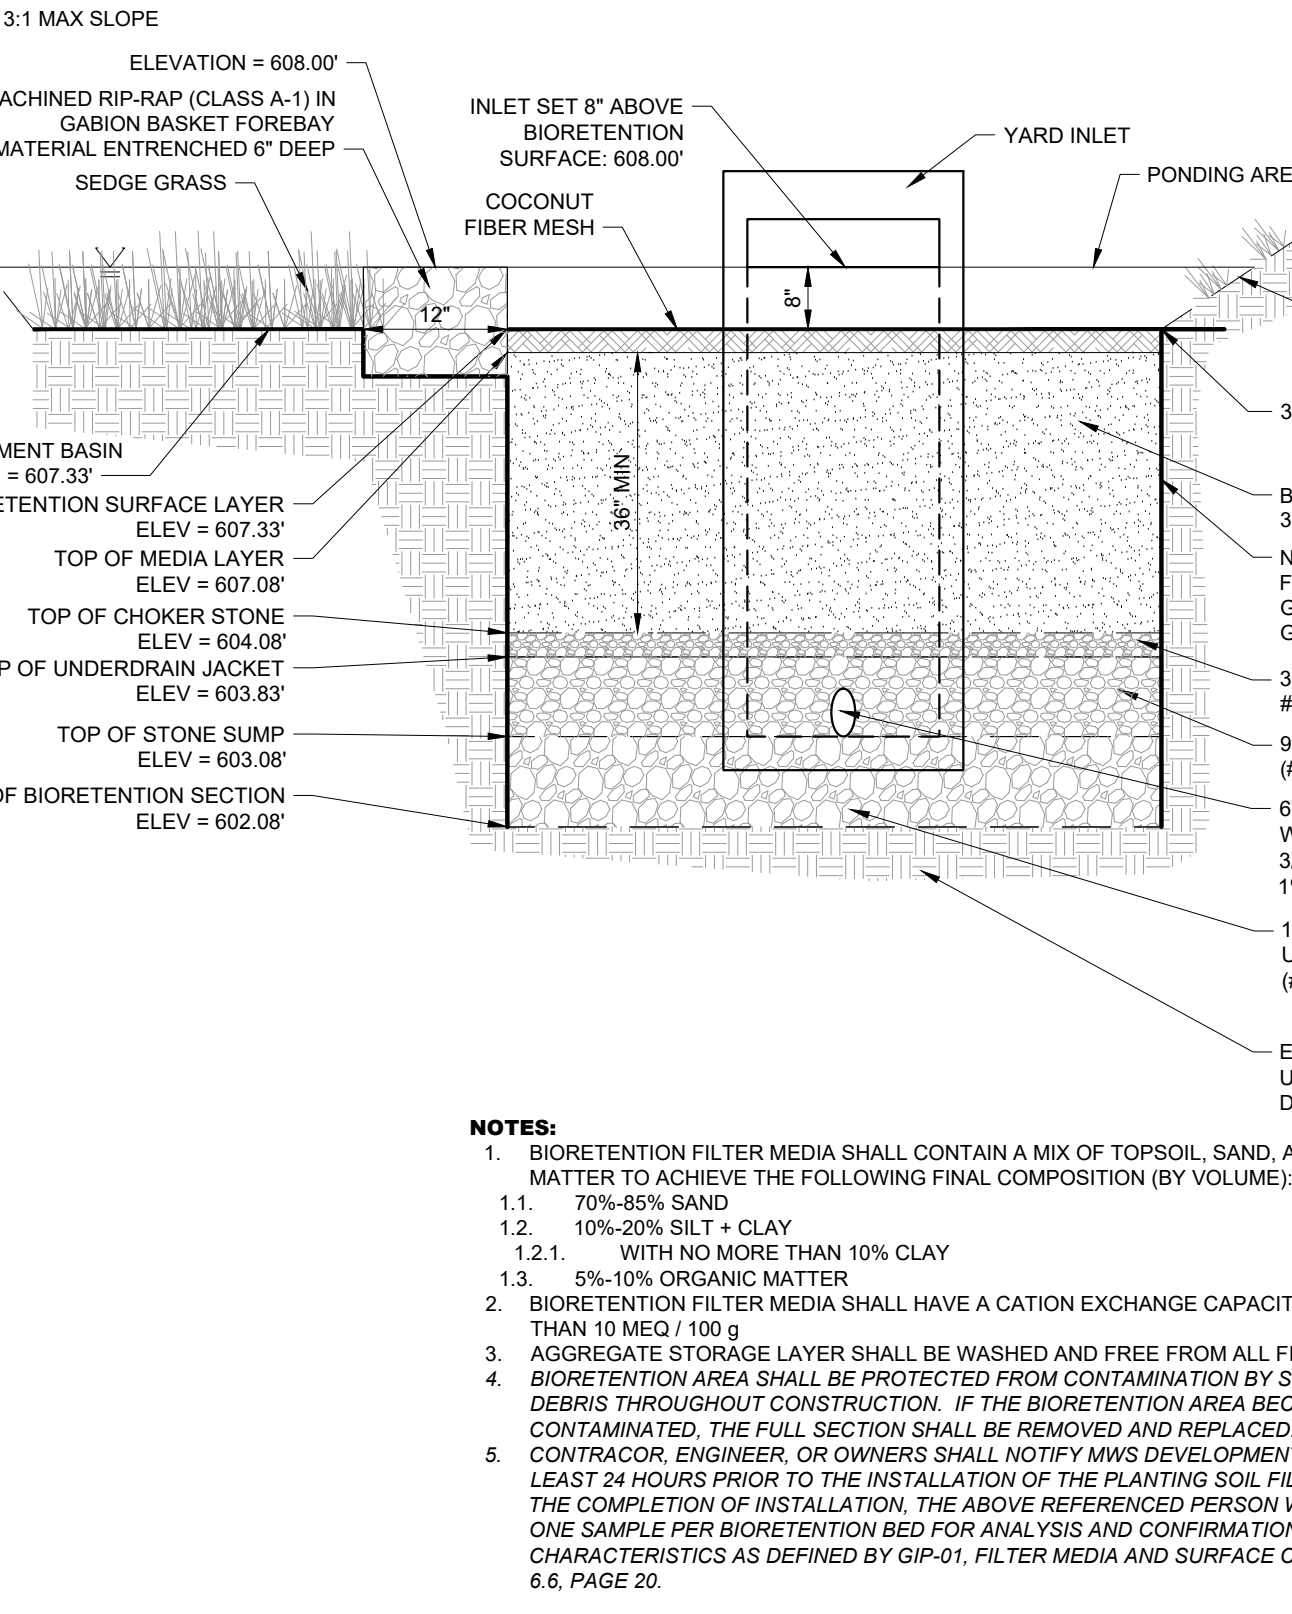 3:1 MAX SLOPE
ELEVATION = 608.00'
ACHINED RIP-RAP (CLASS A-1) IN
GABION BASKET FOREBAY
MATERIAL ENTRENCHED 6" DEEP
SEDGE GRASS
INLET SET 8" ABOVE
BIORETENTION
SURFACE: 608.00'
COCONUT
FIBER MESH
YARD INLET
PONDING ARE
12"
8"
36" MIN
MENT BASIN
= 607.33'
ETENTION SURFACE LAYER
ELEV = 607.33'
TOP OF MEDIA LAYER
ELEV = 607.08'
TOP OF CHOKER STONE
ELEV = 604.08'
P OF UNDERDRAIN JACKET
ELEV = 603.83'
TOP OF STONE SUMP
ELEV = 603.08'
OF BIORETENTION SECTION
ELEV = 602.08'
3
B
3
N
F
G
G
3
#
9
(#
6"
W
3/
1%
1
U
(#
E
U
D
NOTES:
1. BIORETENTION FILTER MEDIA SHALL CONTAIN A MIX OF TOPSOIL, SAND, A
MATTER TO ACHIEVE THE FOLLOWING FINAL COMPOSITION (BY VOLUME):
1.1. 70%-85% SAND
1.2. 10%-20% SILT + CLAY
1.2.1. WITH NO MORE THAN 10% CLAY
1.3. 5%-10% ORGANIC MATTER
2. BIORETENTION FILTER MEDIA SHALL HAVE A CATION EXCHANGE CAPACIT
THAN 10 MEQ / 100 g
3. AGGREGATE STORAGE LAYER SHALL BE WASHED AND FREE FROM ALL FI
4. BIORETENTION AREA SHALL BE PROTECTED FROM CONTAMINATION BY S
DEBRIS THROUGHOUT CONSTRUCTION. IF THE BIORETENTION AREA BEC
CONTAMINATED, THE FULL SECTION SHALL BE REMOVED AND REPLACED.
5. CONTRACOR, ENGINEER, OR OWNERS SHALL NOTIFY MWS DEVELOPMENT
LEAST 24 HOURS PRIOR TO THE INSTALLATION OF THE PLANTING SOIL FIL
THE COMPLETION OF INSTALLATION, THE ABOVE REFERENCED PERSON W
ONE SAMPLE PER BIORETENTION BED FOR ANALYSIS AND CONFIRMATION
CHARACTERISTICS AS DEFINED BY GIP-01, FILTER MEDIA AND SURFACE C
6.6, PAGE 20.